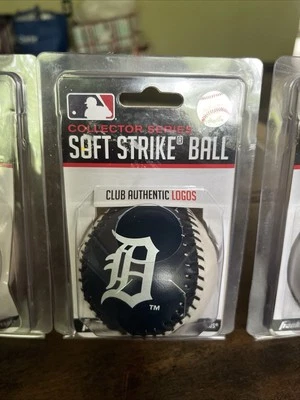 COLLECTOR SERIES
SOFT STRIKE® BALL
CLUB AUTHENTIC LOGOS
D
TM